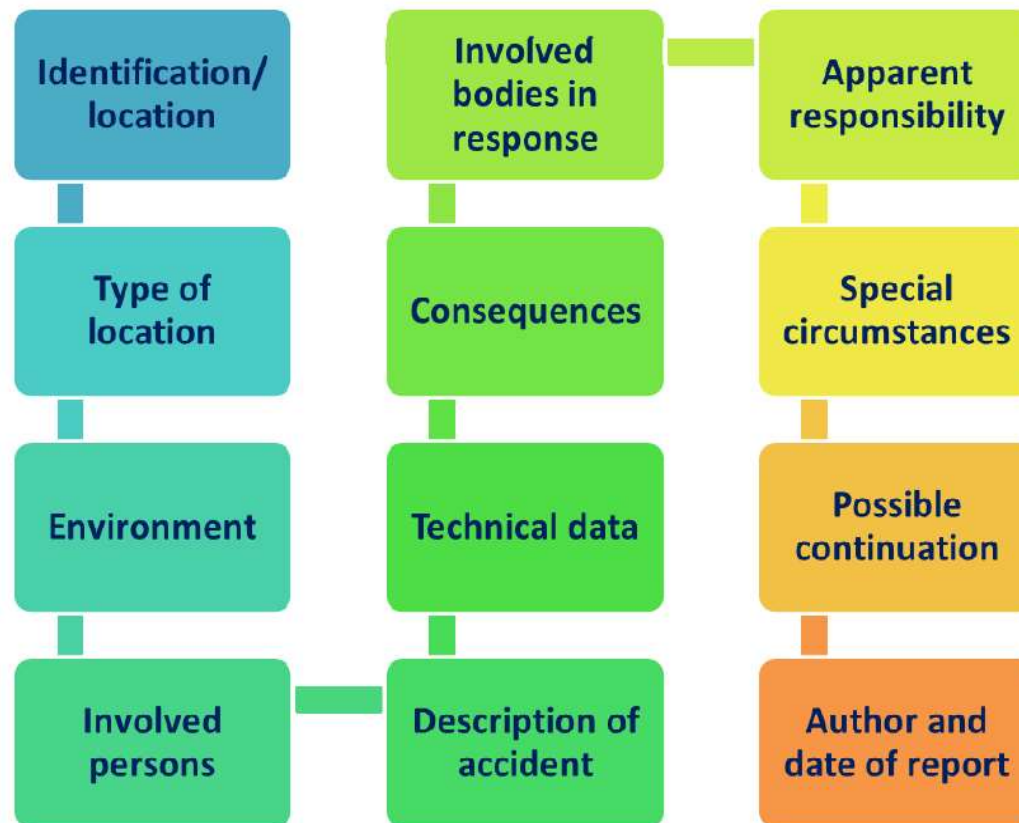 Identification/
location
Type of
location
Environment
Involved
persons
Description of
accident
Technical data
Consequences
Involved
bodies in
response
Apparent
responsibility
Special
circumstances
Possible
continuation
Author and
date of report